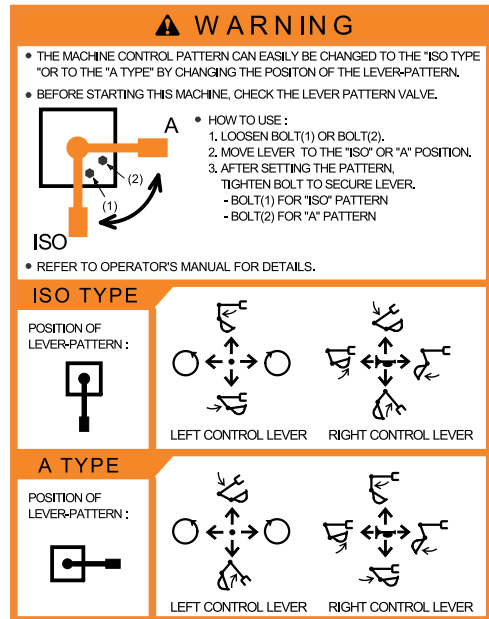 WARNING
• THE MACHINE CONTROL PATTERN CAN EASILY BE CHANGED TO THE "ISO TYPE
"OR TO THE "A TYPE" BY CHANGING THE POSITON OF THE LEVER-PATTERN.
• BEFORE STARTING THIS MACHINE, CHECK THE LEVER PATTERN VALVE.
A
(2)
(1)
ISO
• HOW TO USE :
1. LOOSEN BOLT(1) OR BOLT(2).
2. MOVE LEVER TO THE "ISO" OR "A" POSITION.
3. AFTER SETTING THE PATTERN,
TIGHTEN BOLT TO SECURE LEVER.
- BOLT(1) FOR "ISO" PATTERN
- BOLT(2) FOR "A" PATTERN
• REFER TO OPERATOR'S MANUAL FOR DETAILS.
ISO TYPE
POSITION OF
LEVER-PATTERN :
LEFT CONTROL LEVER
RIGHT CONTROL LEVER
A TYPE
POSITION OF
LEVER-PATTERN :
LEFT CONTROL LEVER
RIGHT CONTROL LEVER